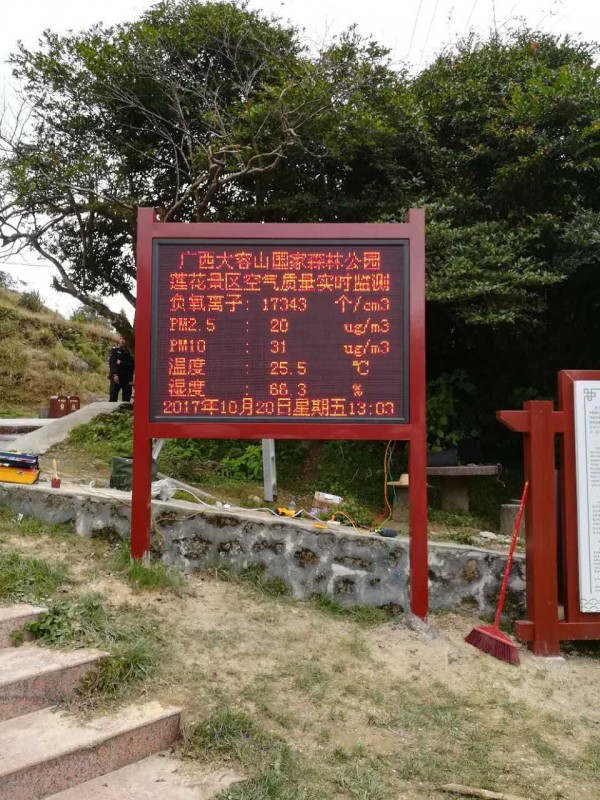 广西大容山国家森林公园
莲花景区空气质量实时监测
负氧离子: 17343 个/cm3
PM2.5 : 20 ug/m3
PM10 : 31 ug/m3
温度 : 25.5 ℃
湿度 : 66.3 %
2017年10月20日星期五13:03